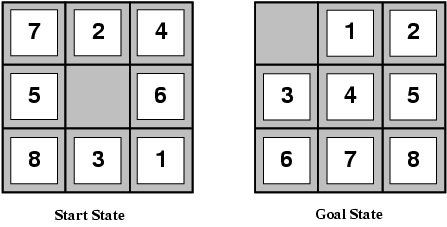 7 2 4
5 6
8 3 1
Start State
1 2
3 4 5
6 7 8
Goal State